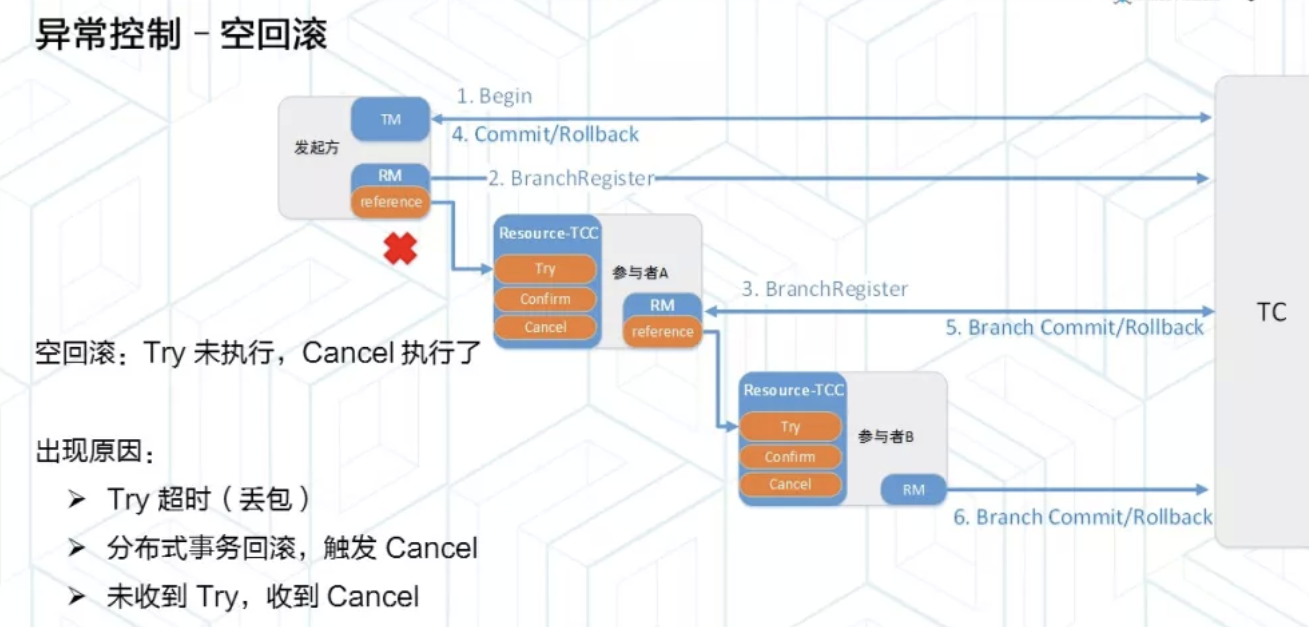 异常控制 – 空回滚
1. Begin
TM
4. Commit/Rollback
发起方
RM
2. BranchRegister
reference
Resource-TCC
Try
参与者A
Confirm
Cancel
RM
reference
3. BranchRegister
5. Branch Commit/Rollback
TC
空回滚：Try 未执行，Cancel 执行了
Resource-TCC
Try
参与者B
Confirm
Cancel
RM
6. Branch Commit/Rollback
出现原因：
➢ Try 超时（丢包）
➢ 分布式事务回滚，触发 Cancel
➢ 未收到 Try，收到 Cancel